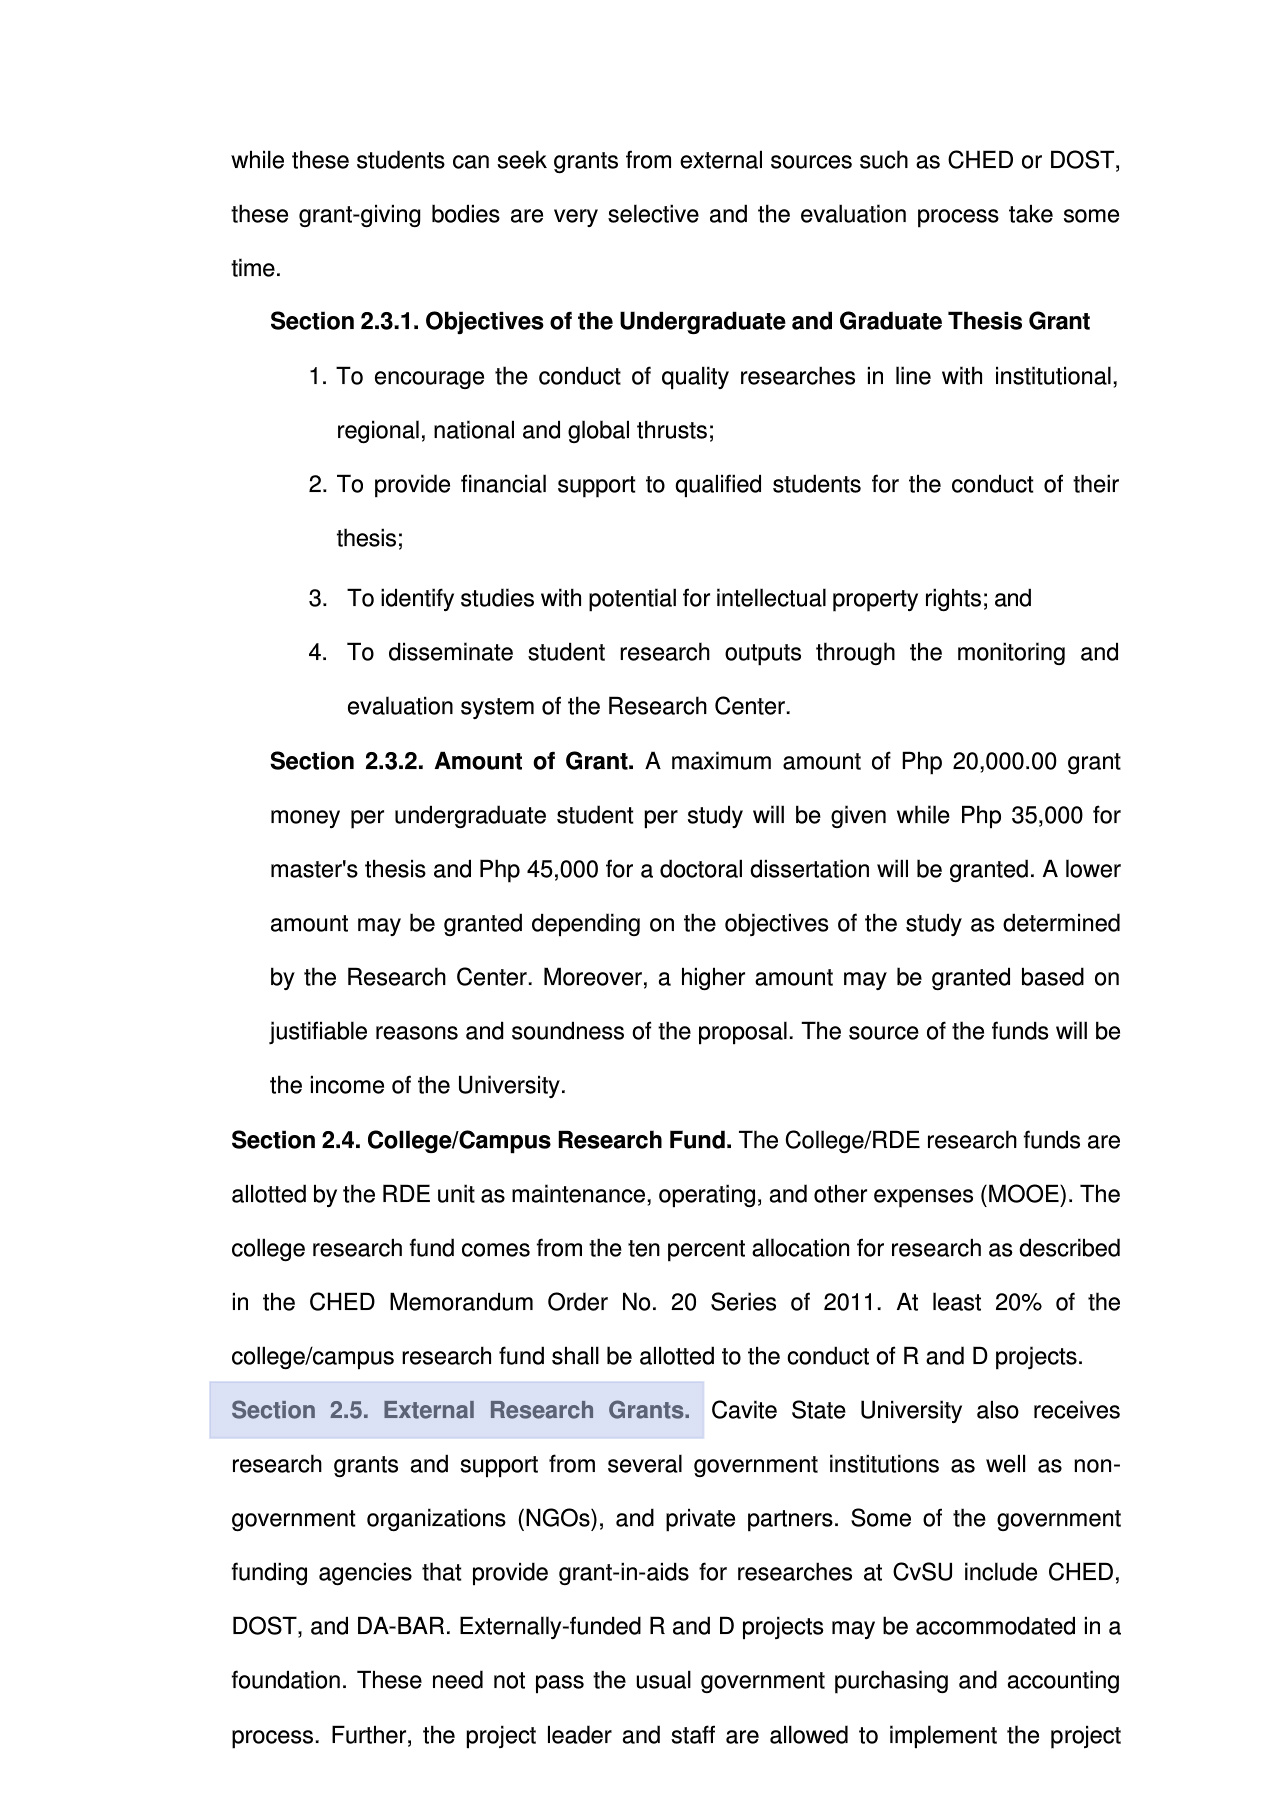 while these students can seek grants from external sources such as CHED or DOST,
these grant-giving bodies are very selective and the evaluation process take some
time.
Section 2.3.1. Objectives of the Undergraduate and Graduate Thesis Grant
1. To encourage the conduct of quality researches in line with institutional,
regional, national and global thrusts;
2. To provide financial support to qualified students for the conduct of their
thesis;
3. To identify studies with potential for intellectual property rights; and
4. To disseminate student research outputs through the monitoring and
evaluation system of the Research Center.
Section 2.3.2. Amount of Grant. A maximum amount of Php 20,000.00 grant
money per undergraduate student per study will be given while Php 35,000 for
master's thesis and Php 45,000 for a doctoral dissertation will be granted. A lower
amount may be granted depending on the objectives of the study as determined
by the Research Center. Moreover, a higher amount may be granted based on
justifiable reasons and soundness of the proposal. The source of the funds will be
the income of the University.
Section 2.4. College/Campus Research Fund. The College/RDE research funds are
allotted by the RDE unit as maintenance, operating, and other expenses (MOOE). The
college research fund comes from the ten percent allocation for research as described
in the CHED Memorandum Order No. 20 Series of 2011. At least 20% of the
college/campus research fund shall be allotted to the conduct of R and D projects.
Section 2.5. External Research Grants. Cavite State University also receives
research grants and support from several government institutions as well as non-
government organizations (NGOs), and private partners. Some of the government
funding agencies that provide grant-in-aids for researches at CvSU include CHED,
DOST, and DA-BAR. Externally-funded R and D projects may be accommodated in a
foundation. These need not pass the usual government purchasing and accounting
process. Further, the project leader and staff are allowed to implement the project